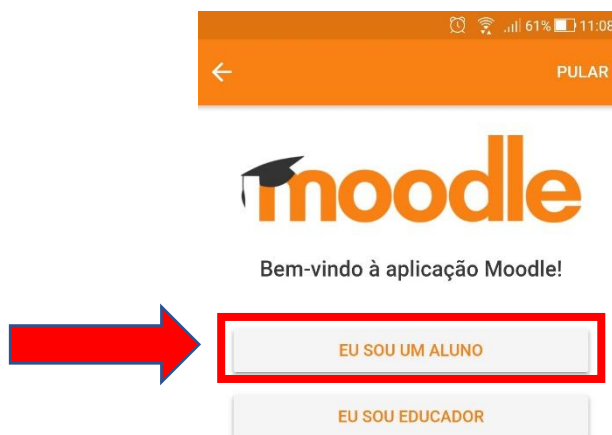 61% 11:08
PULAR
moodle
Bem-vindo à aplicação Moodle!
EU SOU UM ALUNO
EU SOU EDUCADOR